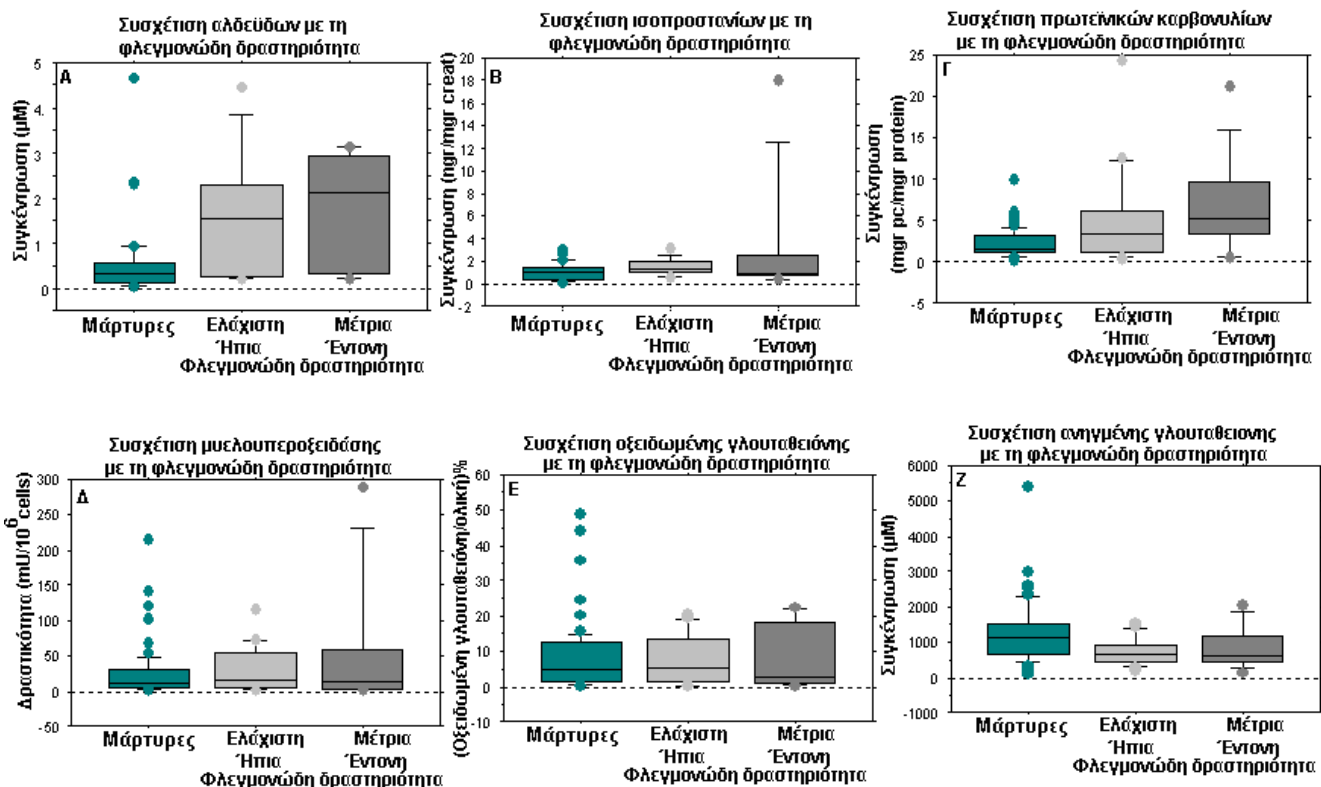 Συσχέτιση αλδεϋδων με τη
φλεγμονώδη δραστηριότητα
Α
Συγκέντρωση (μΜ)
5
4
3
2
1
0
Μάρτυρες
Ελάχιστη
Ήπια
Μέτρια
Έντονη
Φλεγμονώδη δραστηριότητα
Συσχέτιση ισοπροστανίων με τη
φλεγμονώδη δραστηριότητα
Β
Συγκέντρωση (ngr/mgr creat)
20
18
16
14
12
10
8
6
4
2
0
-2
Μάρτυρες
Ελάχιστη
Ήπια
Μέτρια
Έντονη
Φλεγμονώδη δραστηριότητα
Συσχέτιση πρωτεϊνικών καρβονυλίων
με τη φλεγμονώδη δραστηριότητα
Γ
Συγκέντρωση
(mgr pc/mgr protein)
25
20
15
10
5
0
-5
Μάρτυρες
Ελάχιστη
Ήπια
Μέτρια
Έντονη
Φλεγμονώδη δραστηριότητα
Συσχέτιση μυελουπεροξειδάσης
με τη φλεγμονώδη δραστηριότητα
Δ
Δραστικότητα (mU/10⁶cells)
300
250
200
150
100
50
0
-50
Μάρτυρες
Ελάχιστη
Ήπια
Μέτρια
Έντονη
Φλεγμονώδη δραστηριότητα
Συσχέτιση οξειδωμένης γλουταθειόνης
με τη φλεγμονώδη δραστηριότητα
Ε
(Οξειδωμένη γλουταθειόνη/ολική)%
60
50
40
30
20
10
0
-10
Μάρτυρες
Ελάχιστη
Ήπια
Μέτρια
Έντονη
Φλεγμονώδη δραστηριότητα
Συσχέτιση ανηγμένης γλουταθειονης
με τη φλεγμονώδη δραστηριότητα
Ζ
Συγκέντρωση (μΜ)
6000
5000
4000
3000
2000
1000
0
-1000
Μάρτυρες
Ελάχιστη
Ήπια
Μέτρια
Έντονη
Φλεγμονώδη δραστηριότητα